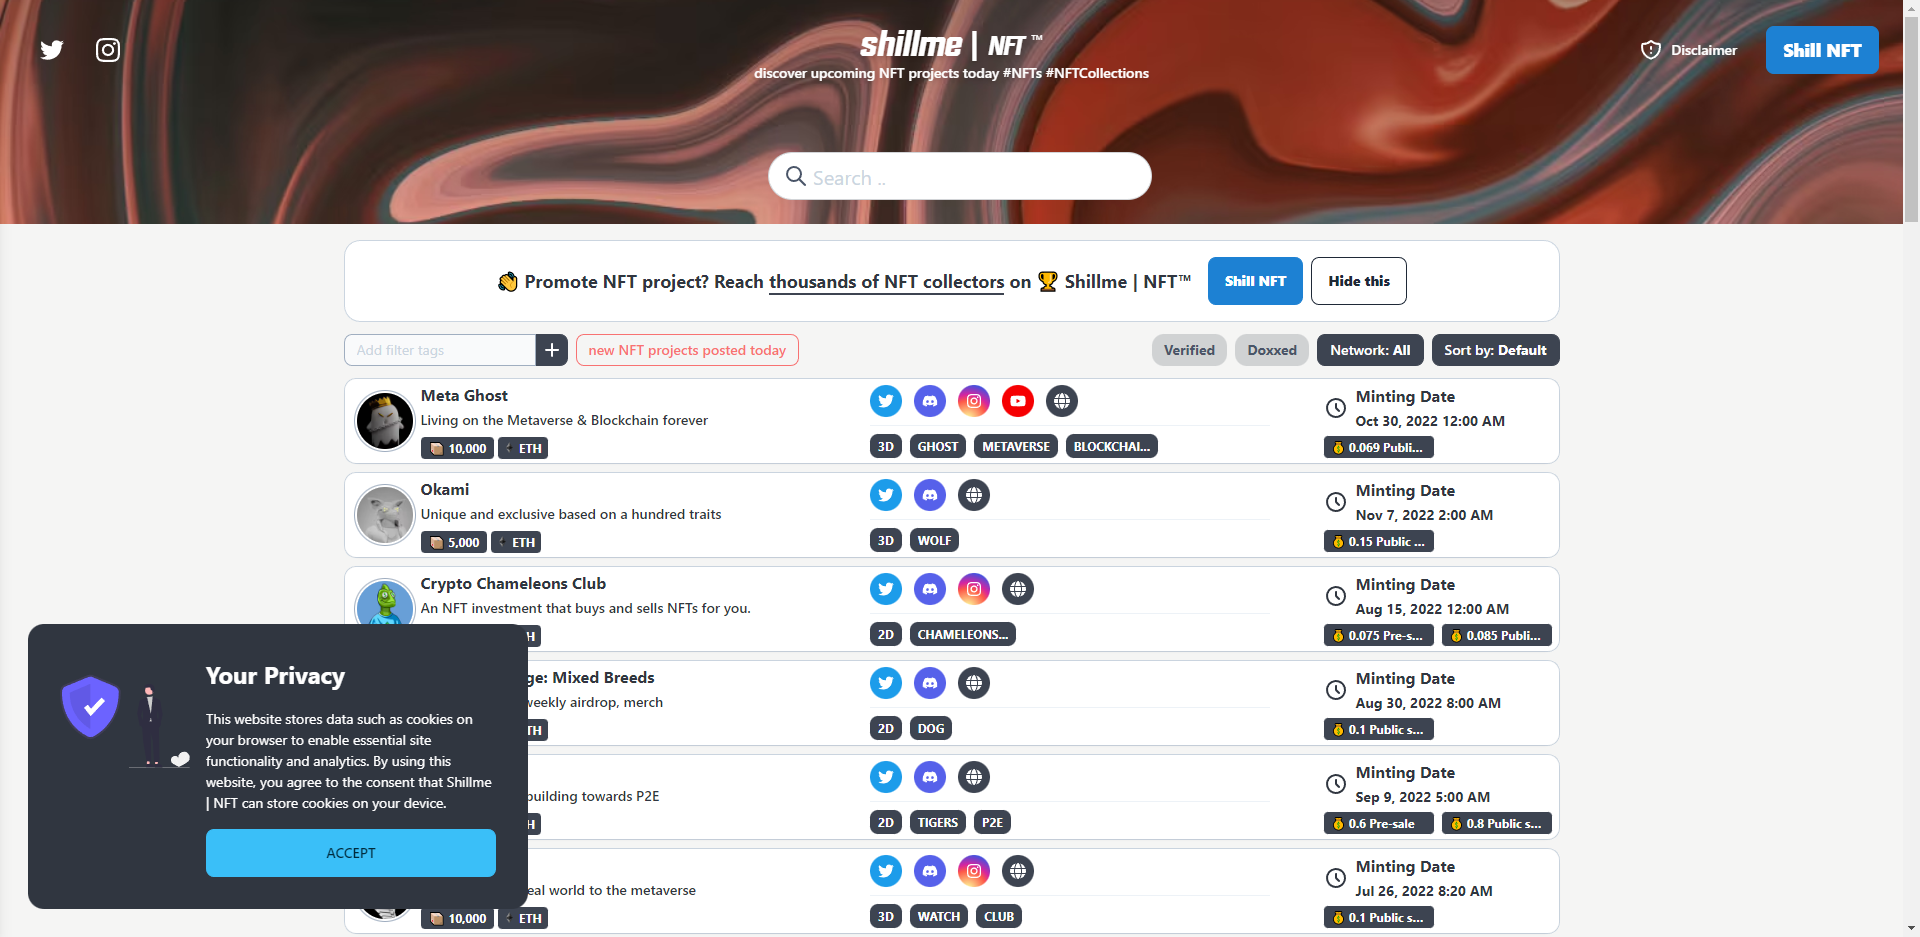 shillme | NFT ™
discover upcoming NFT projects today #NFTs #NFTCollections
Disclaimer
Shill NFT
Search ..
👋 Promote NFT project? Reach thousands of NFT collectors on 🏆 Shillme | NFT™
Shill NFT
Hide this
Add filter tags
+
new NFT projects posted today
Verified
Doxxed
Network: All
Sort by: Default
Meta Ghost
Living on the Metaverse & Blockchain forever
10,000
ETH
3D
GHOST
METAVERSE
BLOCKCHAI...
Minting Date
Oct 30, 2022 12:00 AM
0.069 Publi...
Okami
Unique and exclusive based on a hundred traits
5,000
ETH
3D
WOLF
Minting Date
Nov 7, 2022 2:00 AM
0.15 Public ...
Crypto Chameleons Club
An NFT investment that buys and sells NFTs for you.
H
2D
CHAMELEONS...
Minting Date
Aug 15, 2022 12:00 AM
0.075 Pre-s...
0.085 Publi...
ge: Mixed Breeds
weekly airdrop, merch
TH
2D
DOG
Minting Date
Aug 30, 2022 8:00 AM
0.1 Public s...
building towards P2E
H
2D
TIGERS
P2E
Minting Date
Sep 9, 2022 5:00 AM
0.6 Pre-sale
0.8 Public s...
eal world to the metaverse
10,000
ETH
3D
WATCH
CLUB
Minting Date
Jul 26, 2022 8:20 AM
0.1 Public s...
Your Privacy
This website stores data such as cookies on
your browser to enable essential site
functionality and analytics. By using this
website, you agree to the consent that Shillme
| NFT can store cookies on your device.
ACCEPT